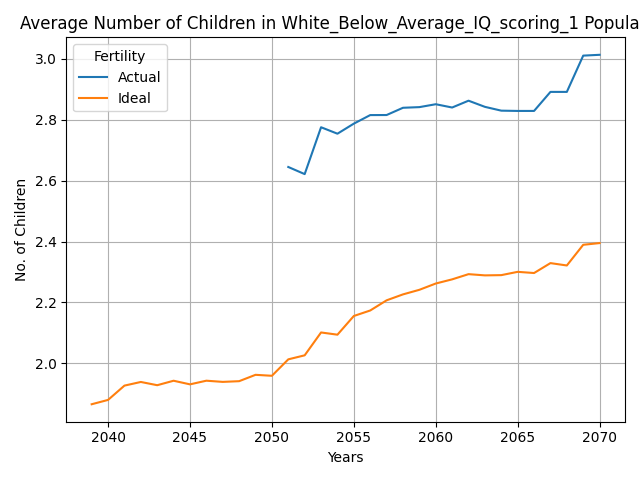 Average Number of Children in White_Below_Average_IQ_scoring_1 Popula
Fertility
Actual
Ideal
3.0
2.8
2.6
2.4
2.2
2.0
No. of Children
2040 2045 2050 2055 2060 2065 2070
Years